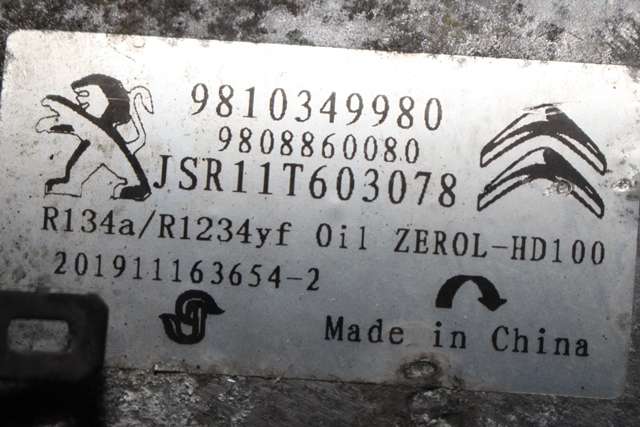 9810349980
9808860080
JSR11T603078
R134a/R1234yf Oil ZEROL-HD100
201911163654-2
Made in China